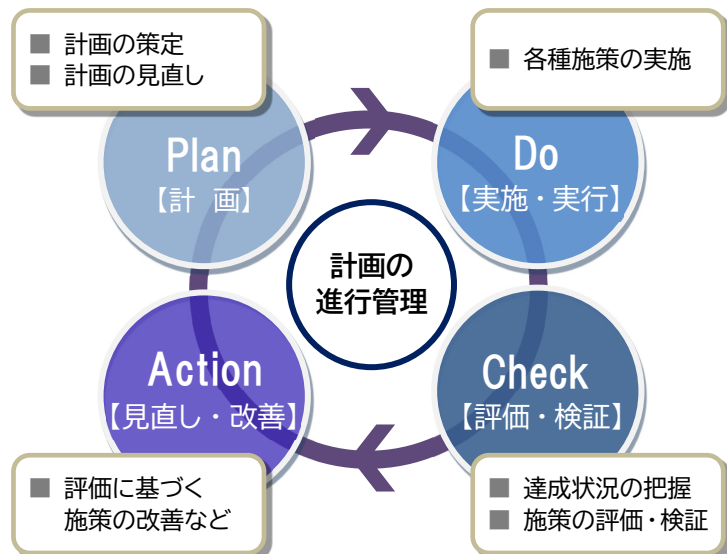 ■ 計画の策定
■ 計画の見直し
■ 各種施策の実施
Plan
【計 画】
Do
【実施・実行】
計画の
進行管理
Action
【見直し・改善】
Check
【評価・検証】
■ 評価に基づく
施策の改善など
■ 達成状況の把握
■ 施策の評価・検証